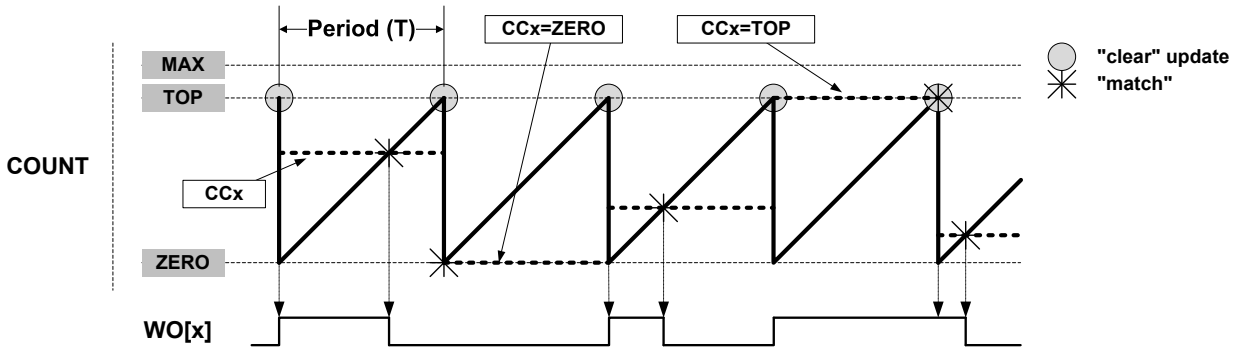 Period (T)
CCx=ZERO
CCx=TOP
"clear" update
"match"
MAX
TOP
COUNT
CCx
ZERO
WO[x]